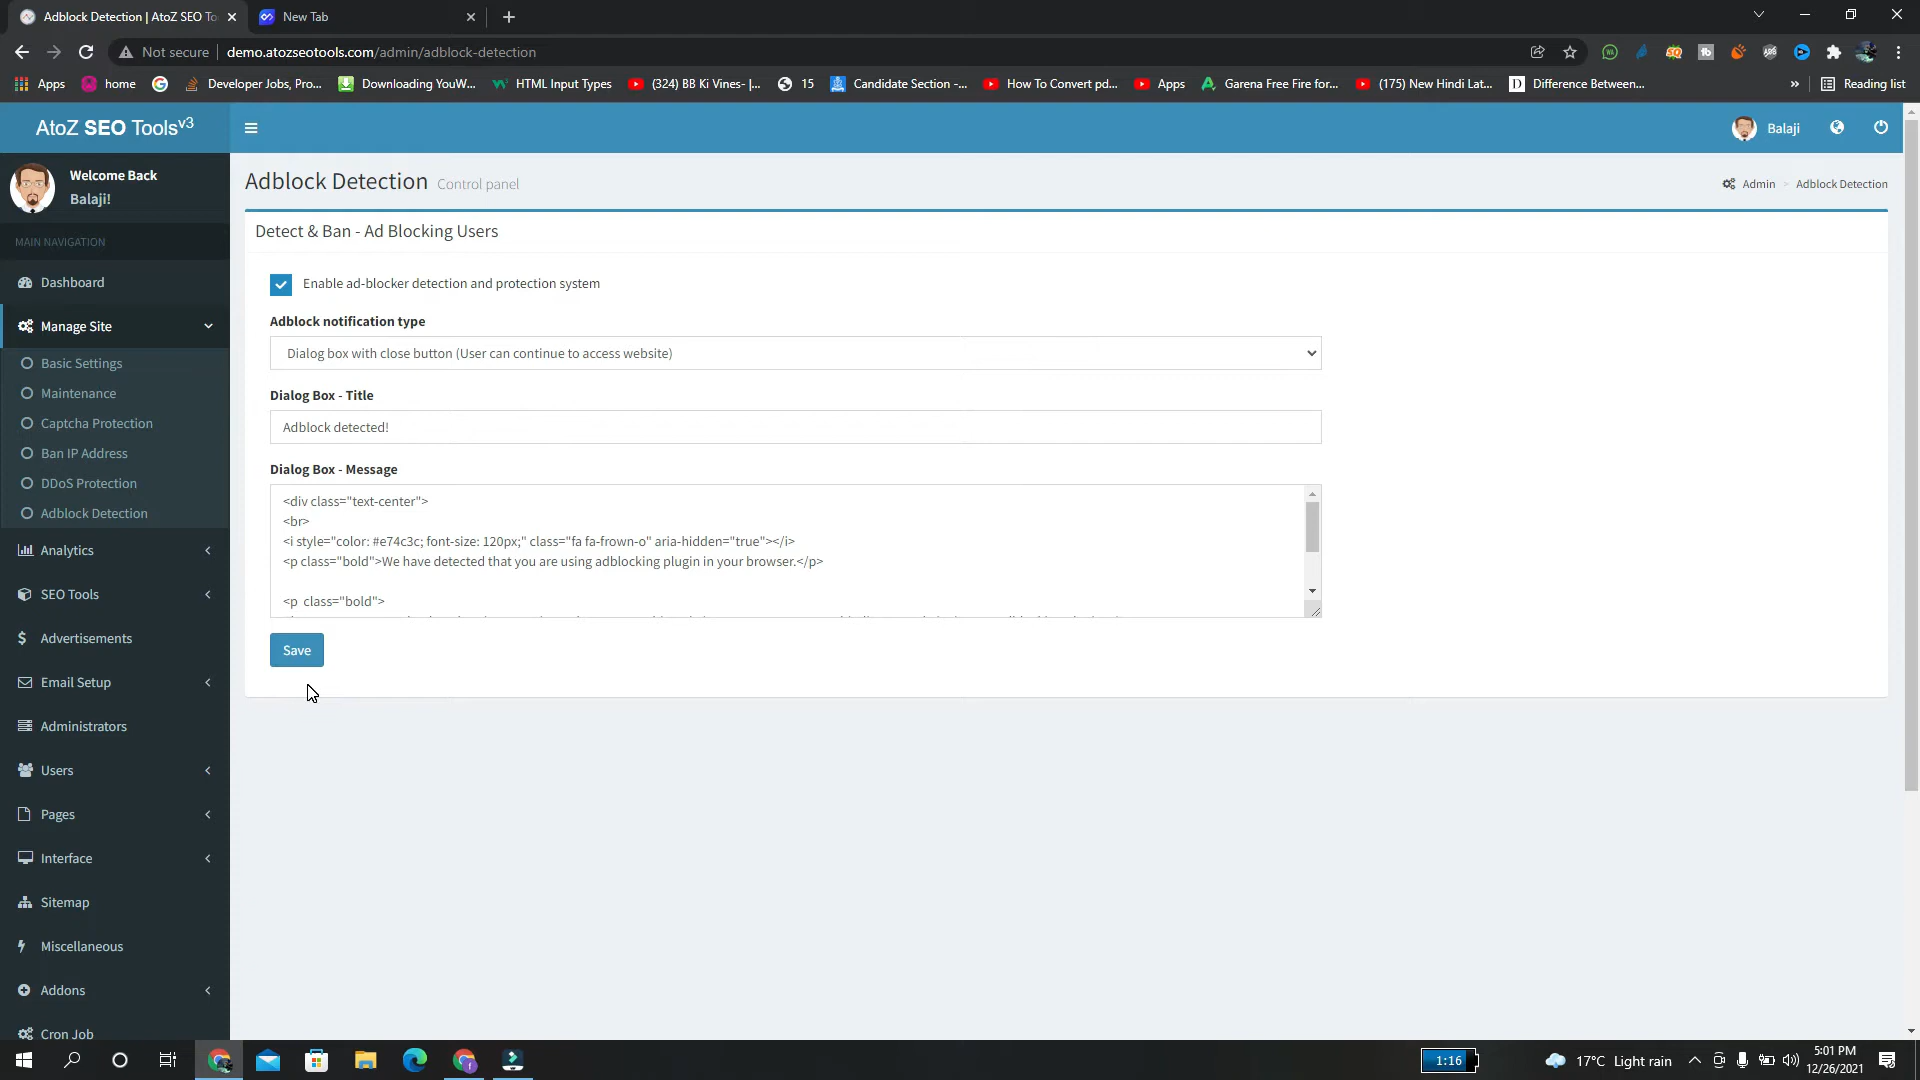 Adblock Detection | AtoZ SEO To
New Tab
Not secure
demo.atozseotools.com/admin/adblock-detection
Apps
home
Developer Jobs, Pro...
Downloading YouW...
HTML Input Types
(324) BB Ki Vines- |...
15
Candidate Section -...
How To Convert pd...
Apps
Garena Free Fire for...
(175) New Hindi Lat...
Difference Between...
»
Reading list
AtoZ SEO Tools v3
Balaji
Welcome Back
Balaji!
Adblock Detection Control panel
Admin > Adblock Detection
MAIN NAVIGATION
Dashboard
Manage Site
Basic Settings
Maintenance
Captcha Protection
Ban IP Address
DDoS Protection
Adblock Detection
Analytics
SEO Tools
Advertisements
Email Setup
Administrators
Users
Pages
Interface
Sitemap
Miscellaneous
Addons
Cron Job
Detect & Ban - Ad Blocking Users
Enable ad-blocker detection and protection system
Adblock notification type
Dialog box with close button (User can continue to access website)
Dialog Box - Title
Adblock detected!
Dialog Box - Message
<div class="text-center">
<br>
<i style="color: #e74c3c; font-size: 120px;" class="fa fa-frown-o" aria-hidden="true"></i>
<p class="bold">We have detected that you are using adblocking plugin in your browser.</p>
<p class="bold">
Save
1:16
17°C Light rain
5:01 PM
12/26/2021